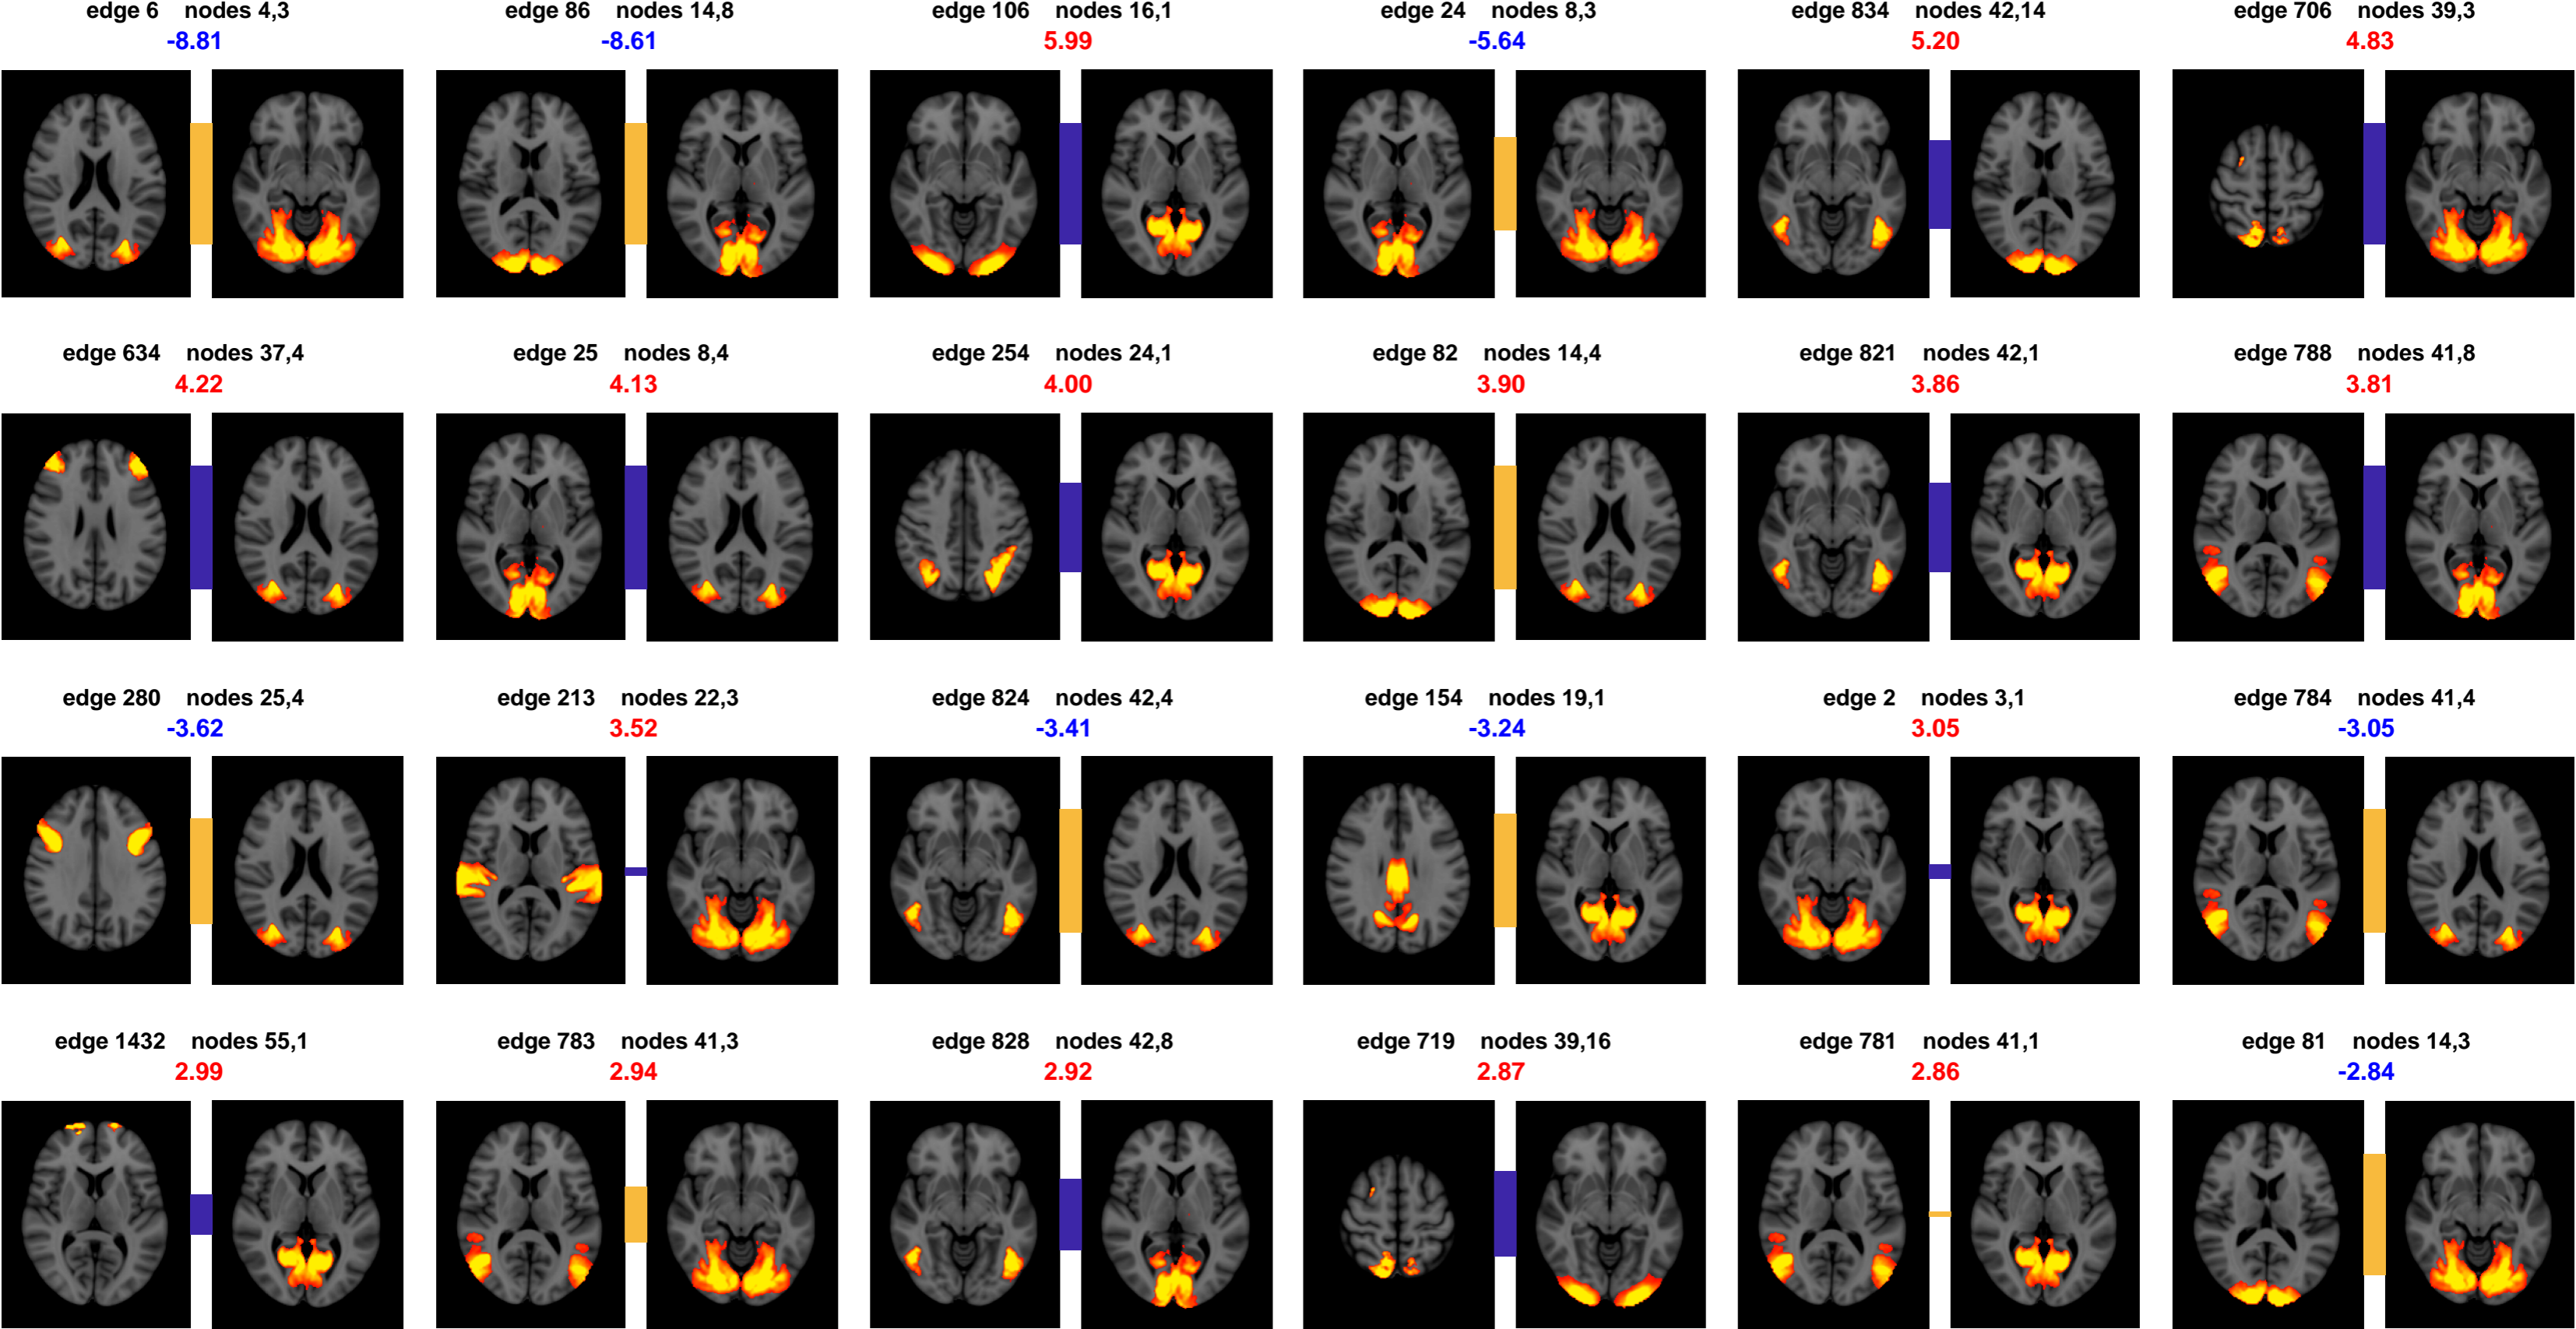 edge 6 nodes 4,3
-8.81
edge 86 nodes 14,8
-8.61
edge 106 nodes 16,1
5.99
edge 24 nodes 8,3
-5.64
edge 834 nodes 42,14
5.20
edge 706 nodes 39,3
4.83
edge 634 nodes 37,4
4.22
edge 25 nodes 8,4
4.13
edge 254 nodes 24,1
4.00
edge 82 nodes 14,4
3.90
edge 821 nodes 42,1
3.86
edge 788 nodes 41,8
3.81
edge 280 nodes 25,4
-3.62
edge 213 nodes 22,3
3.52
edge 824 nodes 42,4
-3.41
edge 154 nodes 19,1
-3.24
edge 2 nodes 3,1
3.05
edge 784 nodes 41,4
-3.05
edge 1432 nodes 55,1
2.99
edge 783 nodes 41,3
2.94
edge 828 nodes 42,8
2.92
edge 719 nodes 39,16
2.87
edge 781 nodes 41,1
2.86
edge 81 nodes 14,3
-2.84